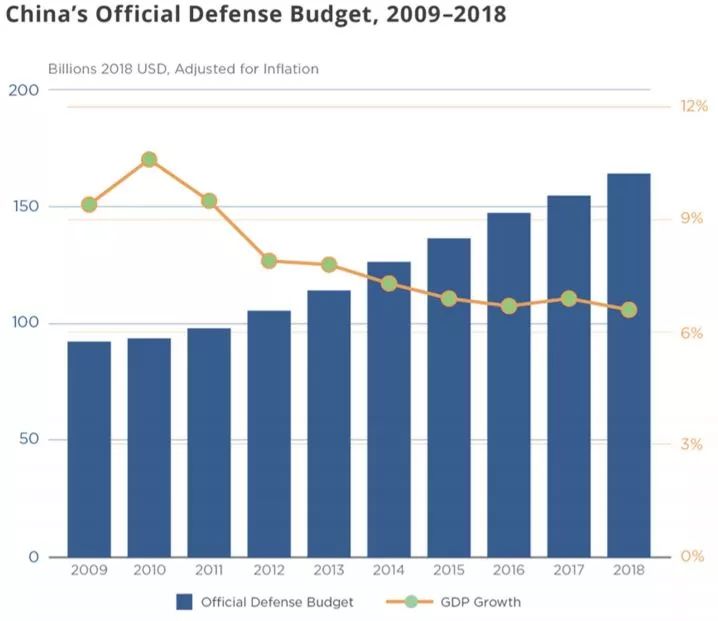 China's Official Defense Budget, 2009–2018
Billions 2018 USD, Adjusted for Inflation
200
12%
150
9%
100
6%
50
3%
0
0%
2009 2010 2011 2012 2013 2014 2015 2016 2017 2018
Official Defense Budget GDP Growth